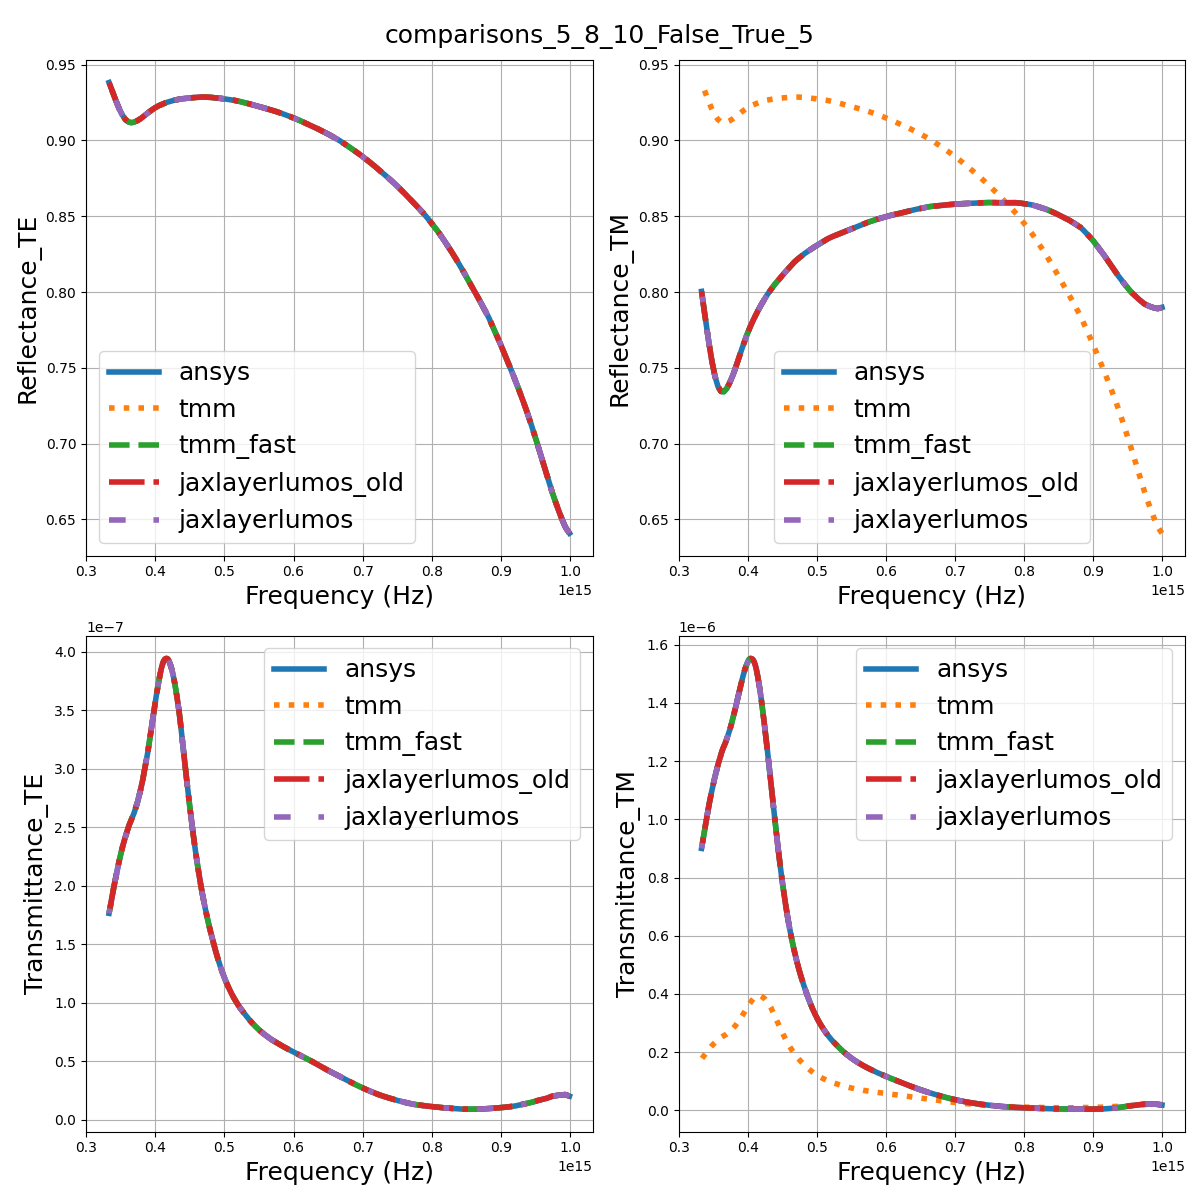 comparisons_5_8_10_False_True_5
0.95
0.90
0.85
0.80
0.75
0.70
0.65
Reflectance_TE
ansys
tmm
tmm_fast
jaxlayerlumos_old
jaxlayerlumos
0.3 0.4 0.5 0.6 0.7 0.8 0.9 1.0
1e15
Frequency (Hz)
0.95
0.90
0.85
0.80
0.75
0.70
0.65
Reflectance_TM
ansys
tmm
tmm_fast
jaxlayerlumos_old
jaxlayerlumos
0.3 0.4 0.5 0.6 0.7 0.8 0.9 1.0
1e15
Frequency (Hz)
1e−7
4.0
3.5
3.0
2.5
2.0
1.5
1.0
0.5
0.0
Transmittance_TE
ansys
tmm
tmm_fast
jaxlayerlumos_old
jaxlayerlumos
0.3 0.4 0.5 0.6 0.7 0.8 0.9 1.0
1e15
Frequency (Hz)
1e−6
1.6
1.4
1.2
1.0
0.8
0.6
0.4
0.2
0.0
Transmittance_TM
ansys
tmm
tmm_fast
jaxlayerlumos_old
jaxlayerlumos
0.3 0.4 0.5 0.6 0.7 0.8 0.9 1.0
1e15
Frequency (Hz)